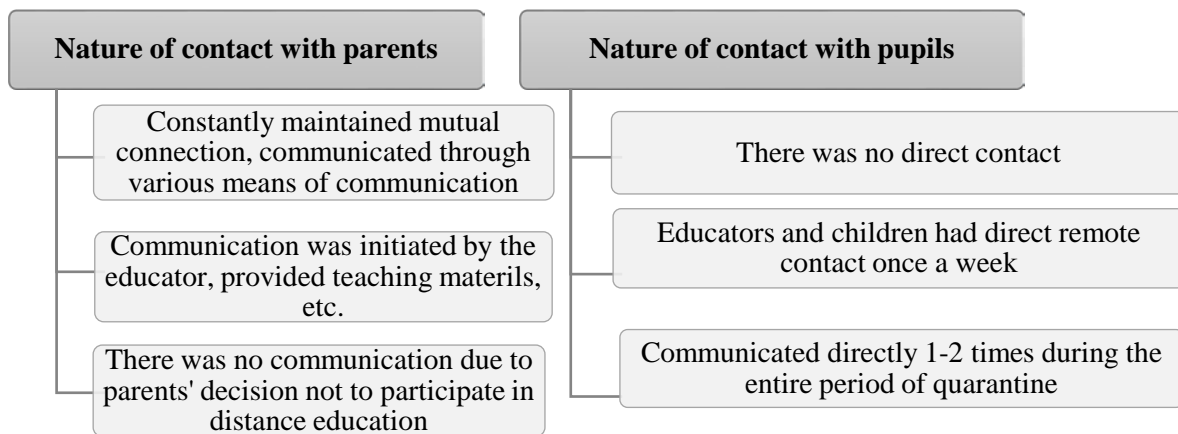 Nature of contact with parents
Constantly maintained mutual
connection, communicated through
various means of communication
Communication was initiated by the
educator, provided teaching materils,
etc.
There was no communication due to
parents' decision not to participate in
distance education
Nature of contact with pupils
There was no direct contact
Educators and children had direct remote
contact once a week
Communicated directly 1-2 times during the
entire period of quarantine